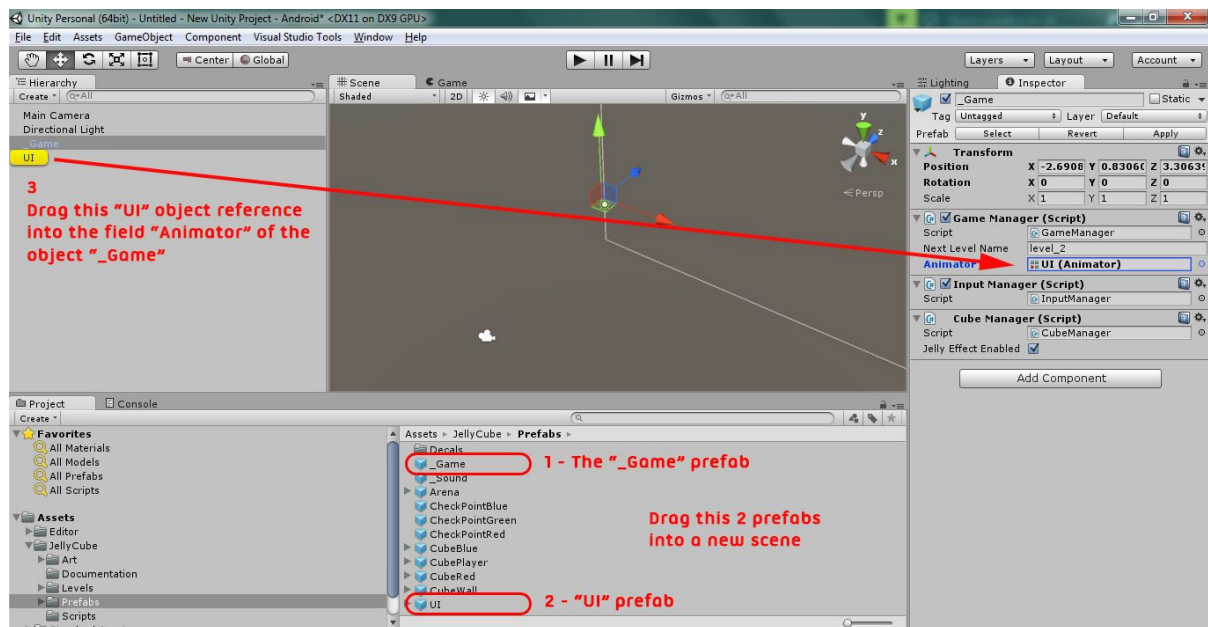 Unity Personal (64bit) - Untitled - New Unity Project - Android* <DX11 on DX9 GPU>
File Edit Assets GameObject Component Visual Studio Tools Window Help
Center Global
Layers Layout Account
Hierarchy
Create All
Main Camera
Directional Light
_Game
UI
3
Drag this "UI" object reference
into the field "Animator" of the
object "_Game"
Scene Game
Shaded 2D Gizmos All
y
z
x
Persp
Lighting Inspector
_Game Static
Tag Untagged Layer Default
Prefab Select Revert Apply
Transform
Position X -2.6908 Y 0.8306 Z 3.3063
Rotation X 0 Y 0 Z 0
Scale X 1 Y 1 Z 1
Game Manager (Script)
Script GameManager
Next Level Name level_2
Animator UI (Animator)
Input Manager (Script)
Script InputManager
Cube Manager (Script)
Script CubeManager
Jelly Effect Enabled
Add Component
Project Console
Create
Favorites
All Materials
All Models
All Prefabs
All Scripts
Assets
Editor
JellyCube
Art
Documentation
Levels
Prefabs
Scripts
Assets JellyCube Prefabs
Decals
_Game
_Sound
Arena
CheckPointBlue
CheckPointGreen
CheckPointRed
CubeBlue
CubePlayer
CubeRed
CubeWall
UI
1 - The "_Game" prefab
Drag this 2 prefabs
into a new scene
2 - "UI" prefab